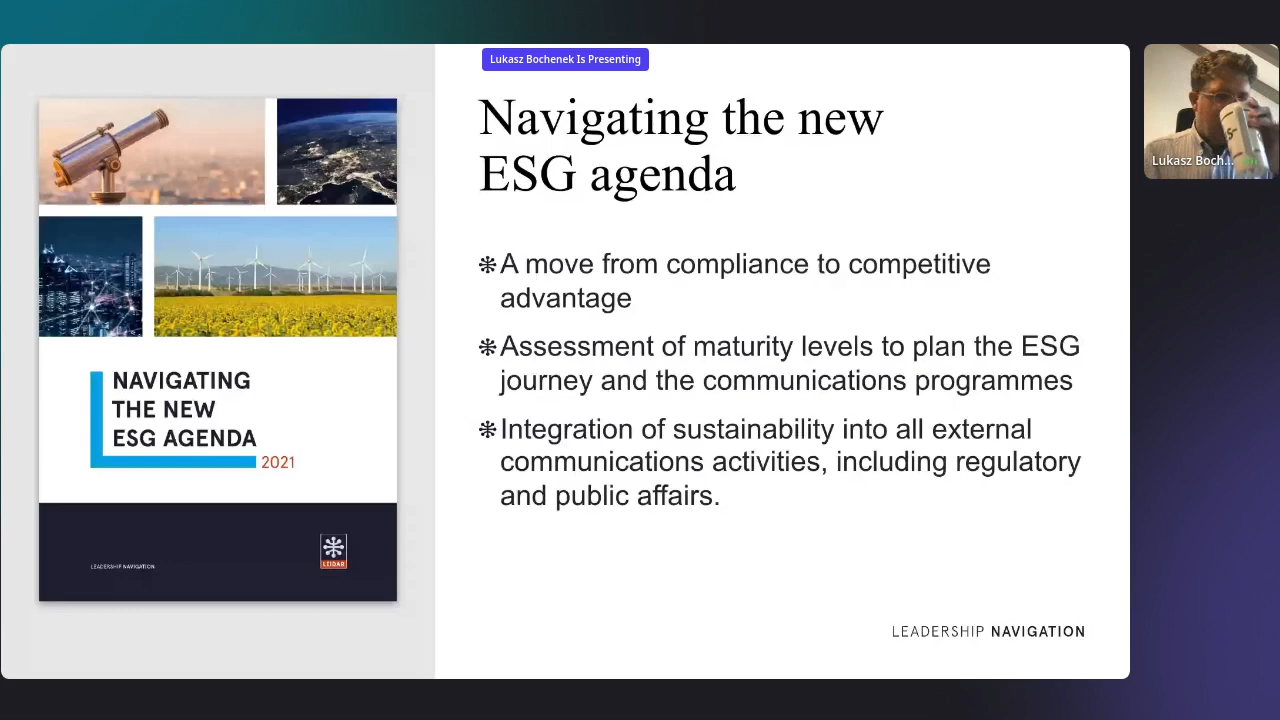 Lukasz Bochenek Is Presenting
Navigating the new
ESG agenda
❇A move from compliance to competitive
advantage
❇Assessment of maturity levels to plan the ESG
journey and the communications programmes
❇Integration of sustainability into all external
communications activities, including regulatory
and public affairs.
LEADERSHIP NAVIGATION
NAVIGATING
THE NEW
ESG AGENDA
2021
LEADERSHIP NAVIGATION
LEIDAR
Lukasz Boch...